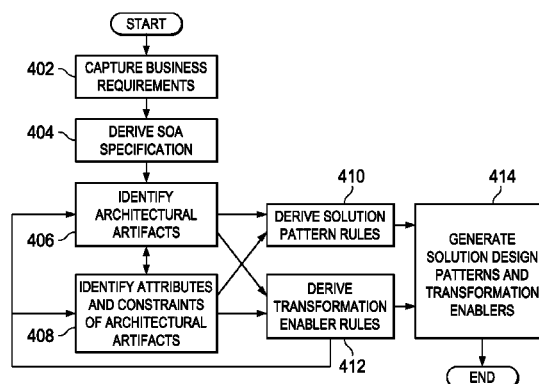 START
402
CAPTURE BUSINESS
REQUIREMENTS
404
DERIVE SOA
SPECIFICATION
406
IDENTIFY
ARCHITECTURAL
ARTIFACTS
408
IDENTIFY ATTRIBUTES
AND CONSTRAINTS
OF ARCHITECTURAL
ARTIFACTS
410
DERIVE SOLUTION
PATTERN RULES
DERIVE
TRANSFORMATION
ENABLER RULES
412
414
GENERATE
SOLUTION DESIGN
PATTERNS AND
TRANSFORMATION
ENABLERS
END